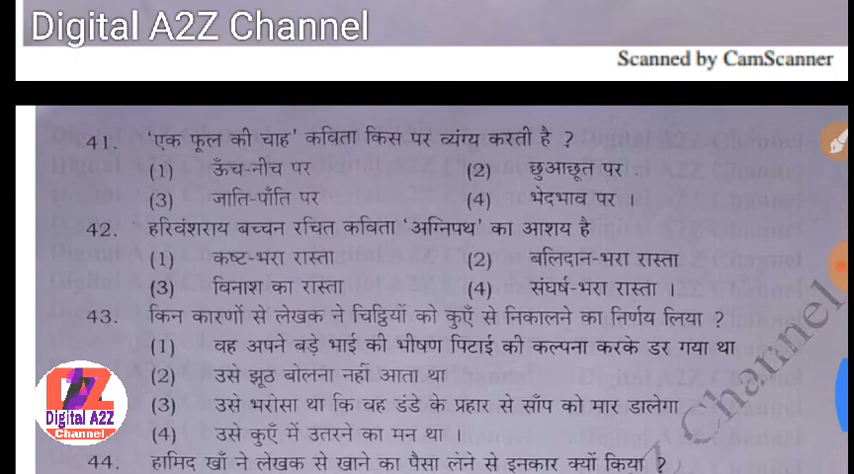 Digital A2Z Channel
Scanned by CamScanner
41. 'एक फूल की चाह' कविता किस पर व्यंग्य करती है ?
(1) ऊँच-नीच पर (2) छुआछूत पर
(3) जाति-पाँति पर (4) भेदभाव पर ।
42. हरिवंशराय बच्चन रचित कविता 'अग्निपथ' का आशय है
(1) कष्ट-भरा रास्ता (2) बलिदान-भरा रास्ता
(3) विनाश का रास्ता (4) संघर्ष-भरा रास्ता ।
43. किन कारणों से लेखक ने चिट्ठियों को कुएँ से निकालने का निर्णय लिया ?
(1) वह अपने बड़े भाई की भीषण पिटाई की कल्पना करके डर गया था
(2) उसे झूठ बोलना नहीं आता था
(3) उसे भरोसा था कि वह डंडे के प्रहार से साँप को मार डालेगा
(4) उसे कुएँ में उतरने का मन था ।
44. हामिद खाँ ने लेखक से खाने का पैसा लेने से इनकार क्यों किया ?
Digital A2Z
Channel
Z Channel